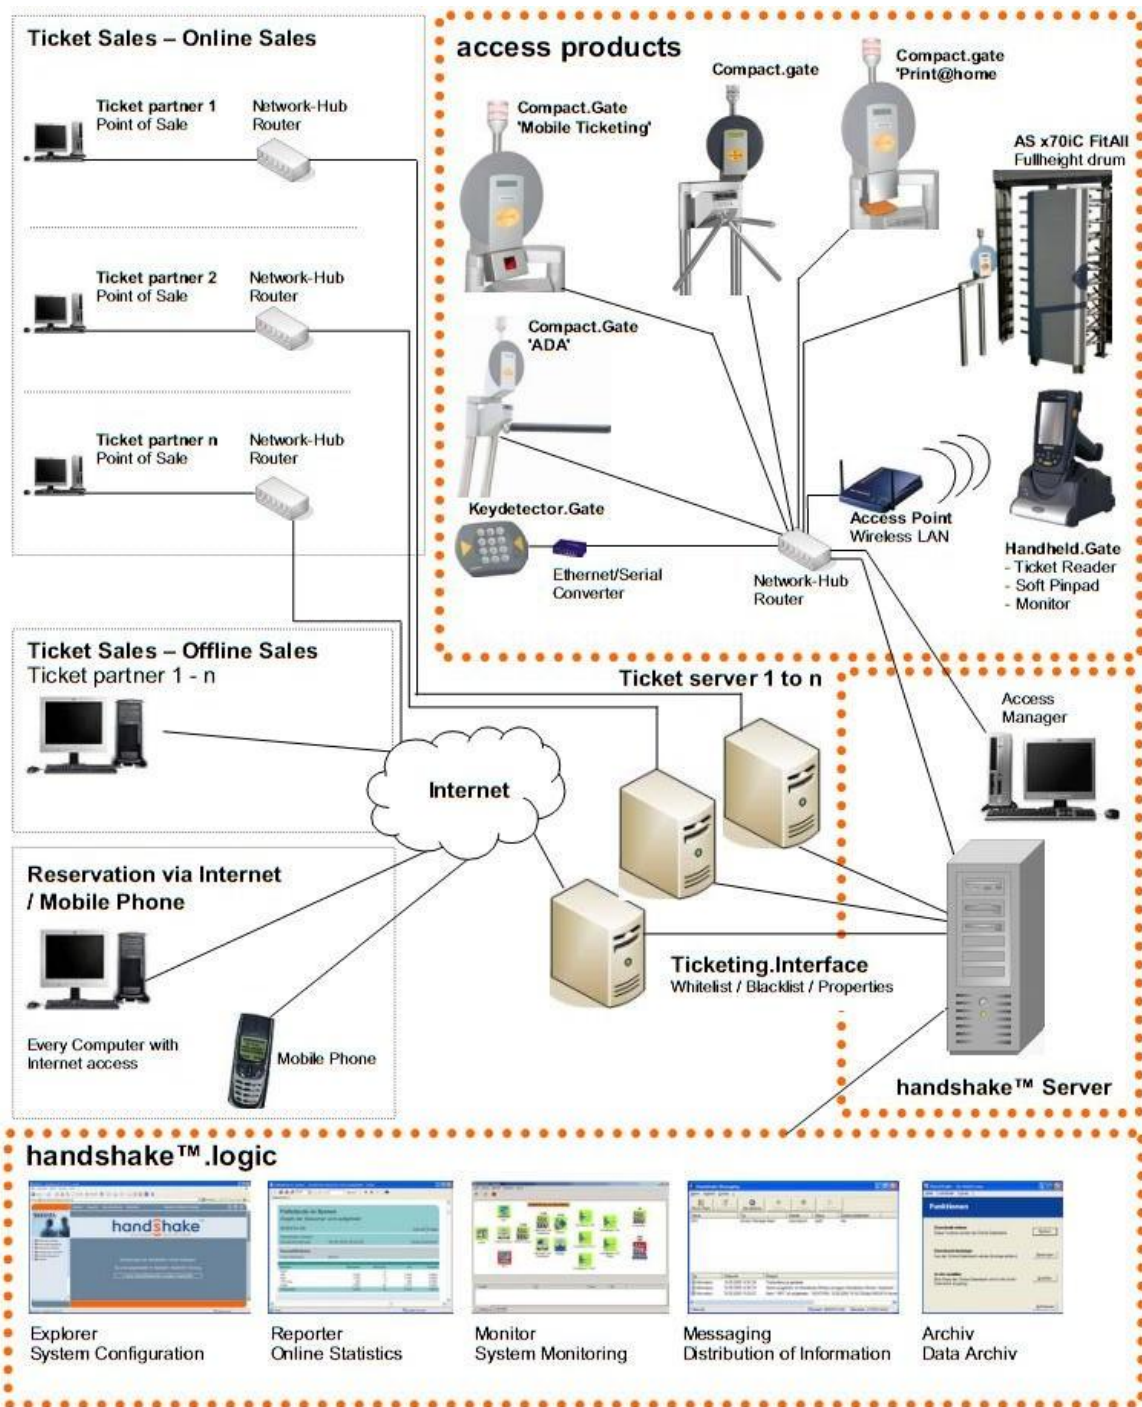 Ticket Sales – Online Sales
Ticket partner 1
Point of Sale
Network-Hub
Router
Ticket partner 2
Point of Sale
Network-Hub
Router
Ticket partner n
Point of Sale
Network-Hub
Router
access products
Compact.Gate
'Mobile Ticketing'
Compact.gate
Compact.gate
'Print@home
AS x70iC FitAll
Fullheight drum
Compact.Gate
'ADA'
Keydetector.Gate
Ethernet/Serial
Converter
Network-Hub
Router
Access Point
Wireless LAN
Handheld.Gate
- Ticket Reader
- Soft Pinpad
- Monitor
Ticket Sales – Offline Sales
Ticket partner 1 - n
Internet
Ticket server 1 to n
Access
Manager
Reservation via Internet
/ Mobile Phone
Every Computer with
Internet access
Mobile Phone
Ticketing.Interface
Whitelist / Blacklist / Properties
handshake™ Server
handshake™.logic
handshake
Funktionen
Explorer
System Configuration
Reporter
Online Statistics
Monitor
System Monitoring
Messaging
Distribution of Information
Archiv
Data Archiv